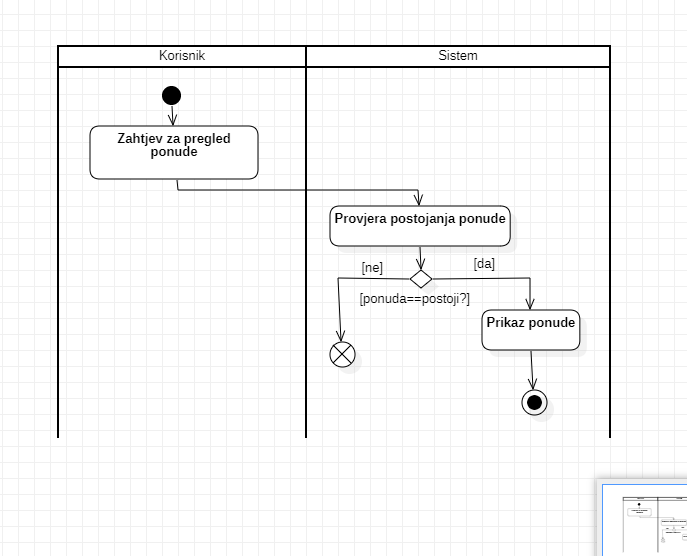 Korisnik
Sistem
Zahtjev za pregled
ponude
Provjera postojanja ponude
[ne]
[da]
[ponuda==postoji?]
Prikaz ponude